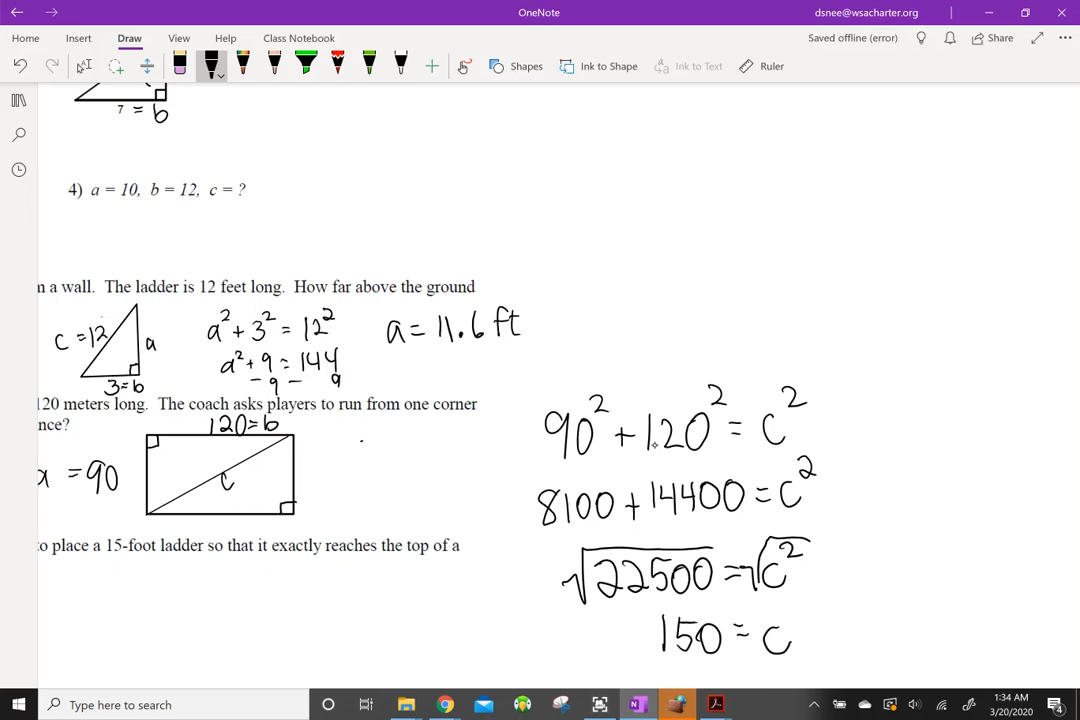 OneNote
dsnee@wsacharter.org
Home Insert Draw View Help Class Notebook
Saved offline (error) Share
Ink to Shape Shapes Ink to Text Ruler
7 = b
4) a = 10, b = 12, c = ?
n a wall. The ladder is 12 feet long. How far above the ground
c = 12
a
3 = b
a² + 3² = 12²
a² + 9 = 144
- 9 - 9
a = 11.6 ft
120 meters long. The coach asks players to run from one corner
nce?
120 = b
a = 90
c
90² + 120² = c²
8100 + 14400 = c²
√22500 = √c²
150 = c
to place a 15-foot ladder so that it exactly reaches the top of a
Type here to search
1:34 AM
3/20/2020
4